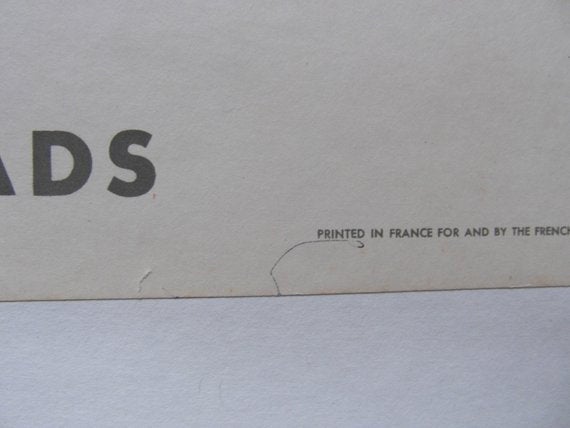 ADS
PRINTED IN FRANCE FOR AND BY THE FRENCH